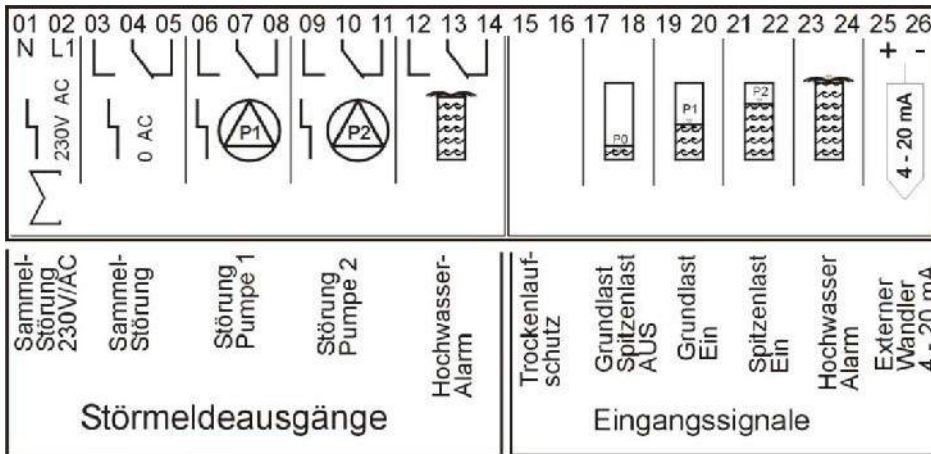 01 02 03 04 05 06 07 08 09 10 11 12 13 14 15 16 17 18 19 20 21 22 23 24 25 26
N L1
+ -
230V AC
0 AC
P1
P2
P0
P1
P2
4 - 20 mA
Sammel-
Störung
230V/AC
Sammel-
Störung
Störung
Pumpe 1
Störung
Pumpe 2
Hochwasser-
Alarm
Trockenlauf-
schutz
Grundlast
Spitzenlast
AUS
Grundlast
Ein
Spitzenlast
Ein
Hochwasser
Alarm
Externer
Wandler
4 - 20 mA
Störmeldeausgänge
Eingangssignale